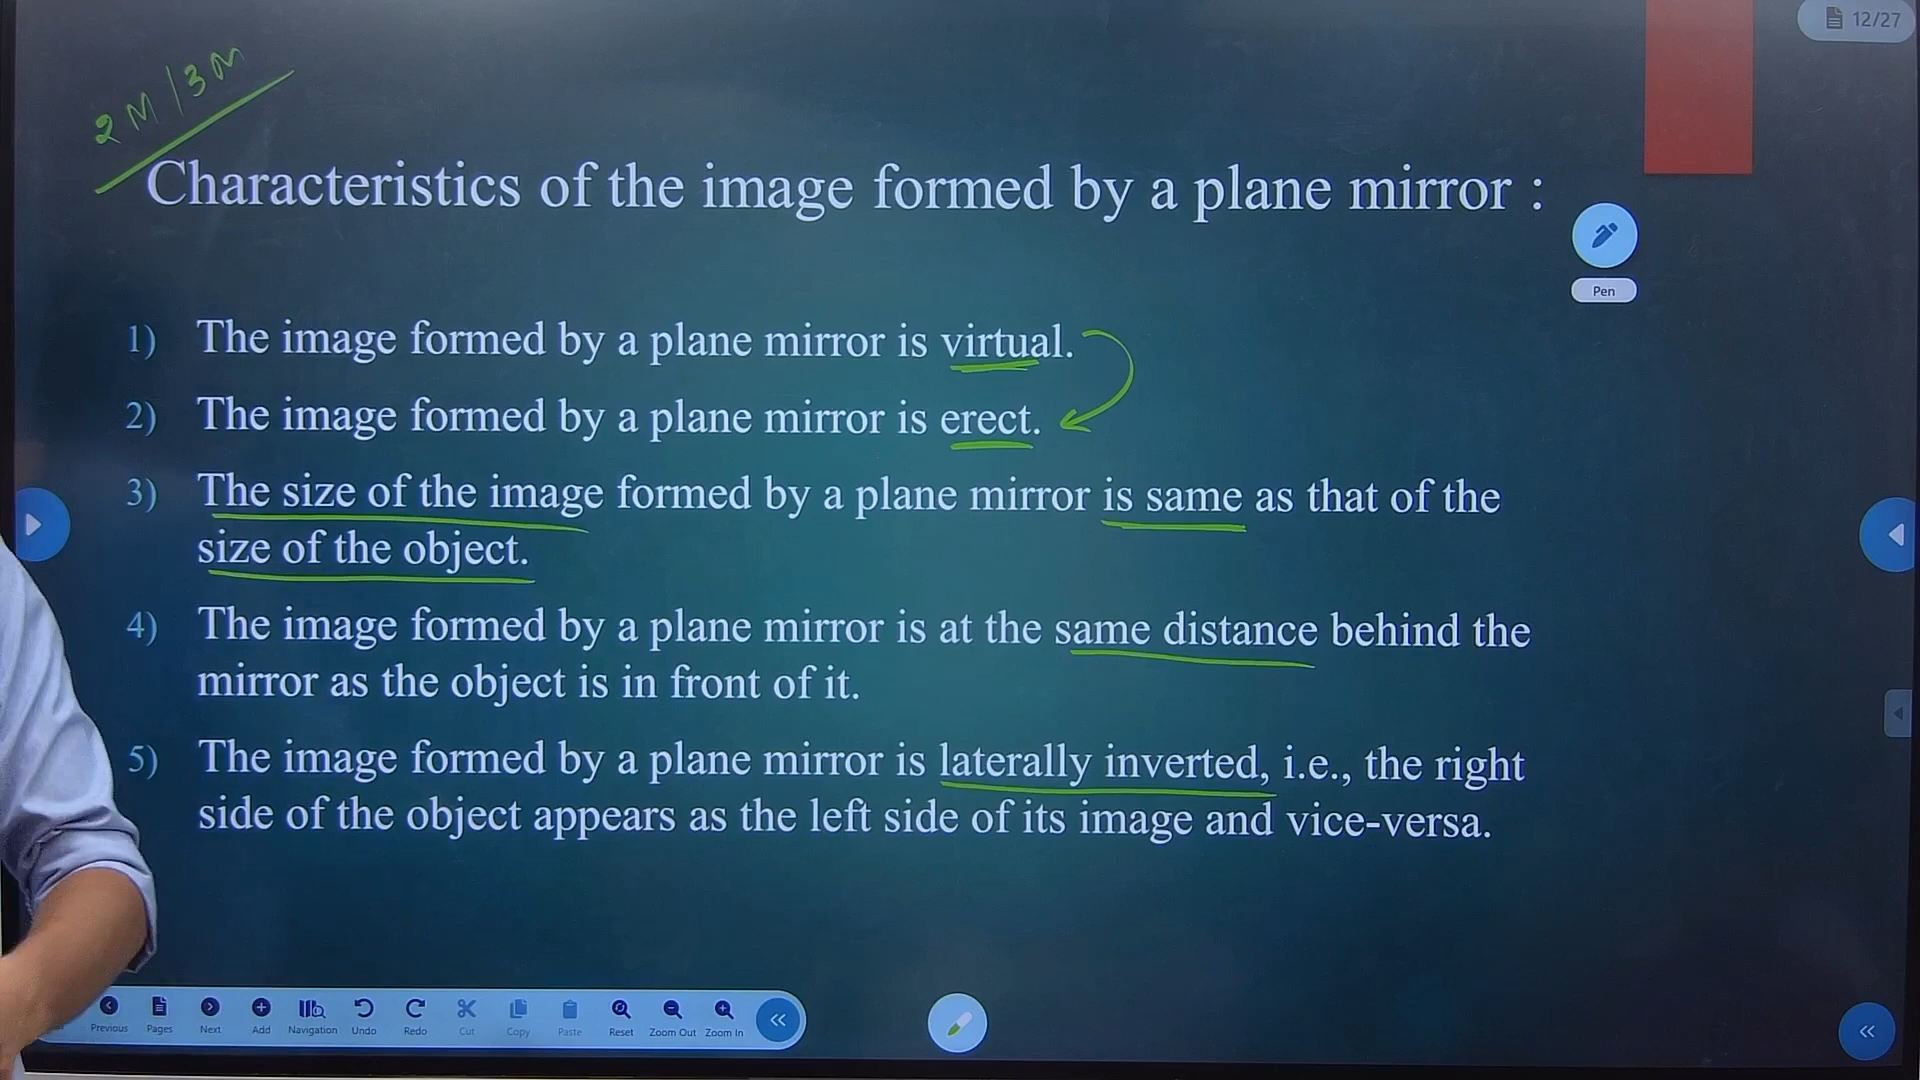 12/27
2M/3M
Characteristics of the image formed by a plane mirror :
Pen
1) The image formed by a plane mirror is virtual.
2) The image formed by a plane mirror is erect.
3) The size of the image formed by a plane mirror is same as that of the
size of the object.
4) The image formed by a plane mirror is at the same distance behind the
mirror as the object is in front of it.
5) The image formed by a plane mirror is laterally inverted, i.e., the right
side of the object appears as the left side of its image and vice-versa.
Previous Pages Next Add Navigation Undo Redo Cut Copy Paste Reset Zoom Out Zoom In